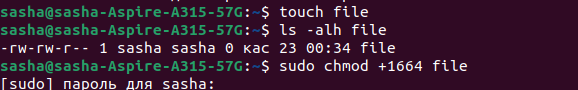 sasha@sasha-Aspire-A315-57G:~$ touch file
sasha@sasha-Aspire-A315-57G:~$ ls -alh file
-rw-rw-r-- 1 sasha sasha 0 кас 23 00:34 file
sasha@sasha-Aspire-A315-57G:~$ sudo chmod +1664 file
[sudo] пароль для sasha: